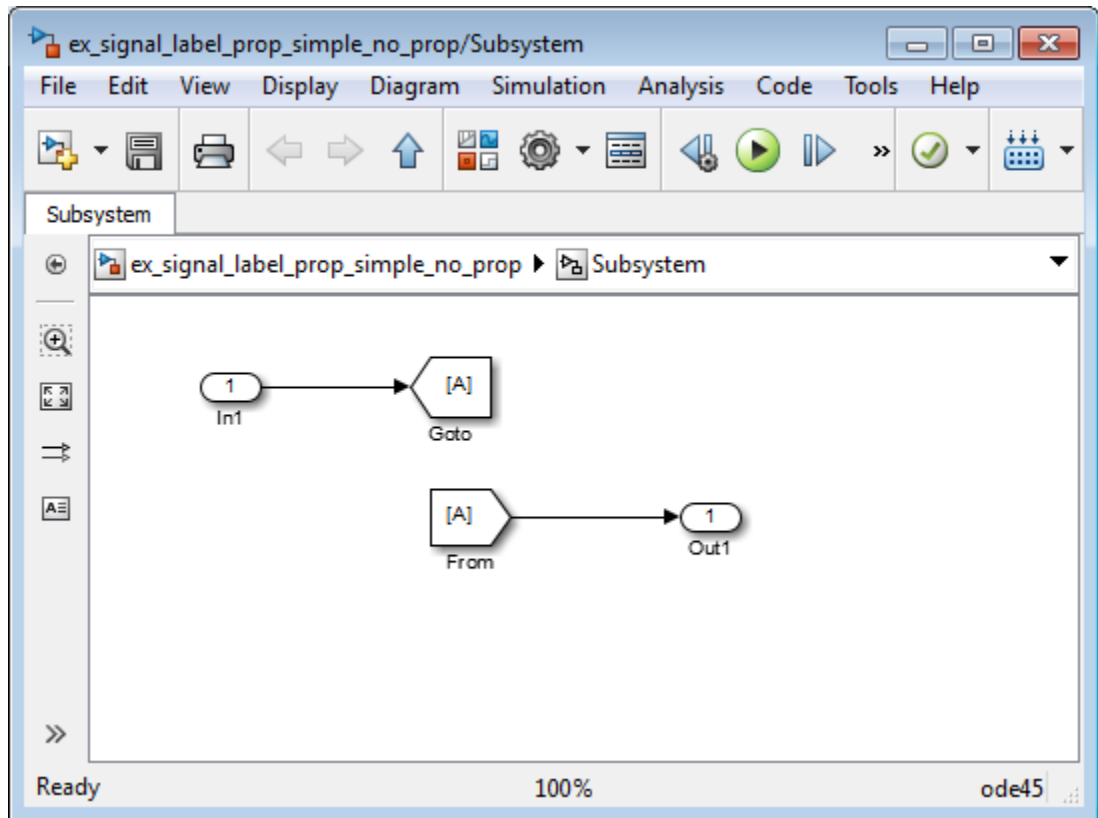 ex_signal_label_prop_simple_no_prop/Subsystem
File Edit View Display Diagram Simulation Analysis Code Tools Help
»
Subsystem
ex_signal_label_prop_simple_no_prop Subsystem
1 [A]
In1
Goto
[A] 1
From Out1
A
»
Ready 100% ode45